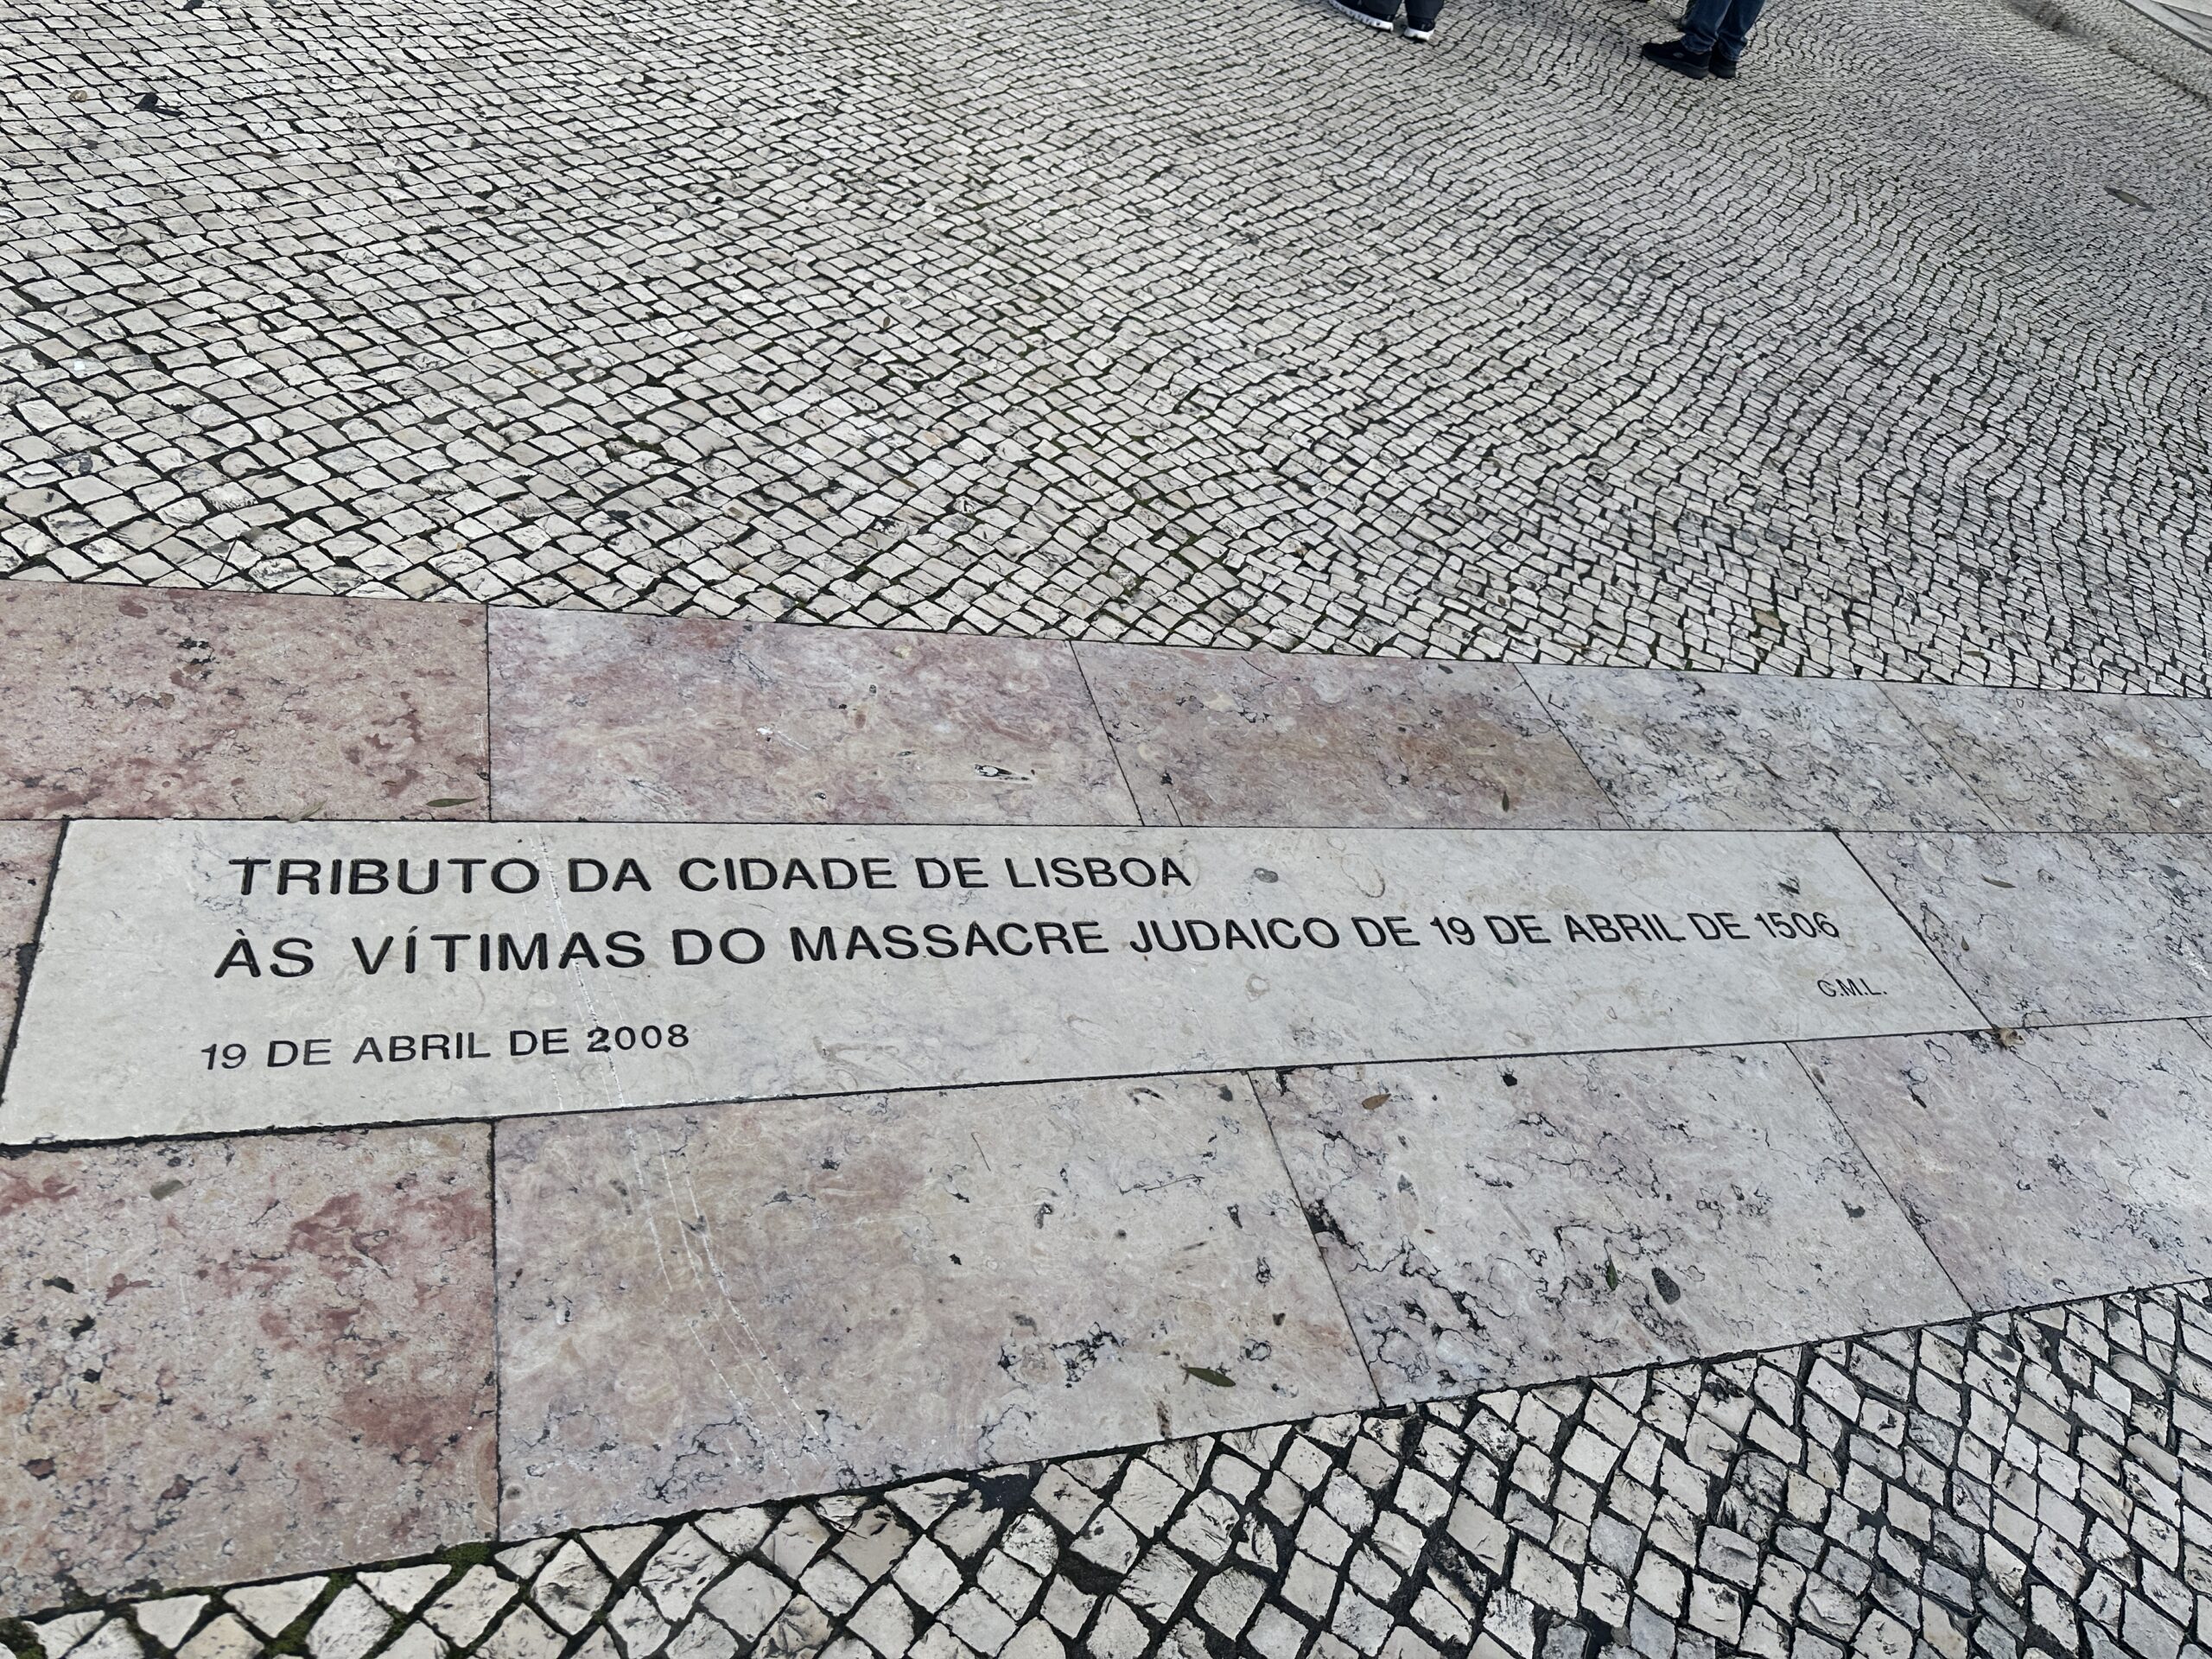 TRIBUTO DA CIDADE DE LISBOA
ÀS VÍTIMAS DO MASSACRE JUDAICO DE 19 DE ABRIL DE 1506
C.M.L.
19 DE ABRIL DE 2008